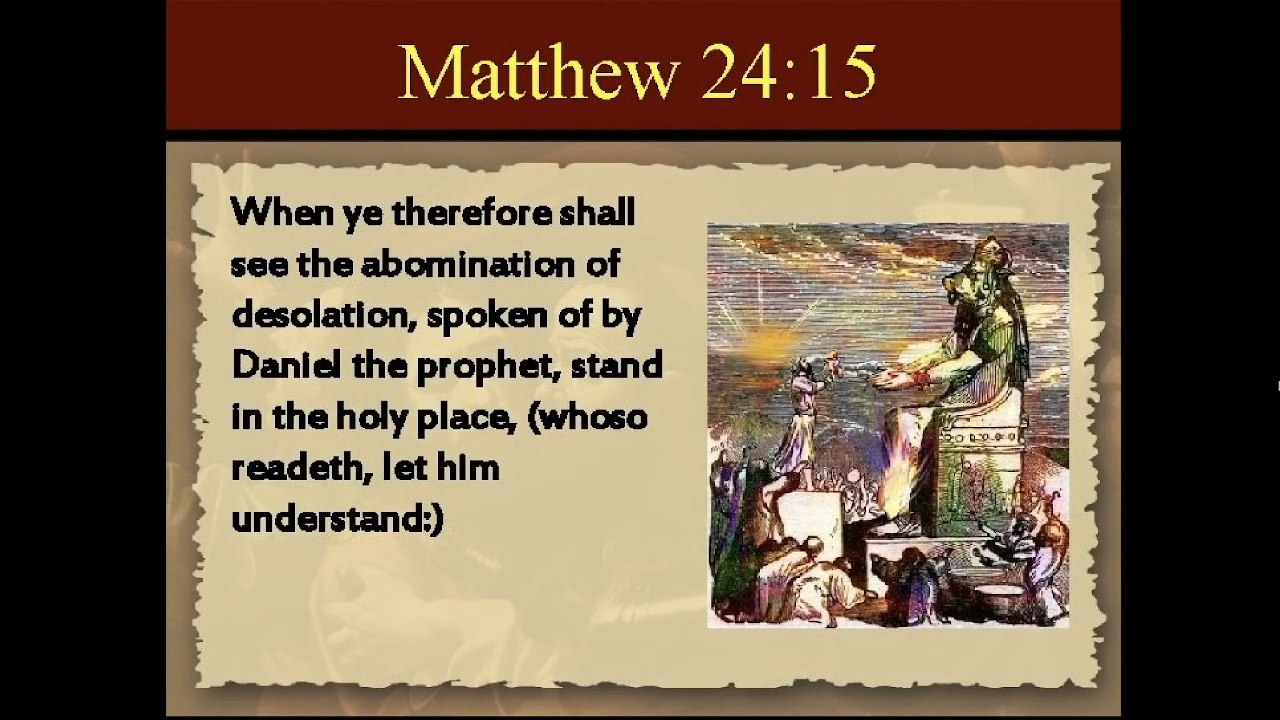 Matthew 24:15
When ye therefore shall
see the abomination of
desolation, spoken of by
Daniel the prophet, stand
in the holy place, (whoso
readeth, let him
understand:)